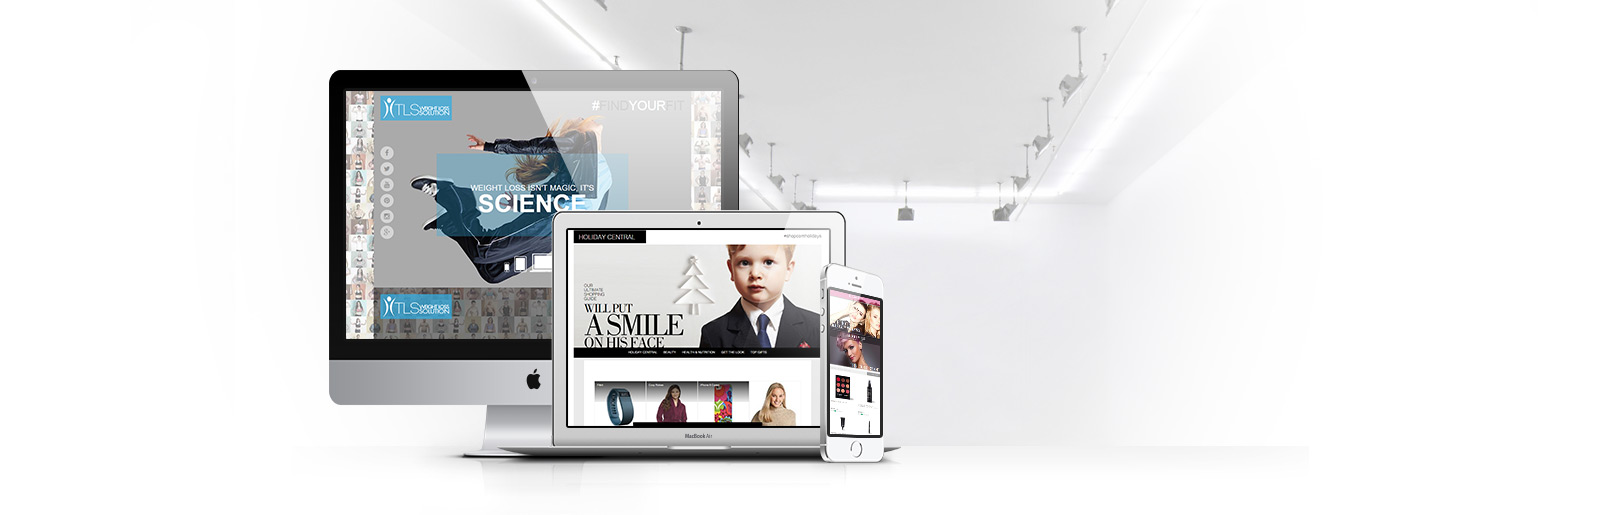 TLS WEIGHT LOSS
SOLUTION
#FINDYOURFIT
WEIGHT LOSS ISN'T MAGIC, IT'S
SCIENCE
TLS WEIGHT LOSS
SOLUTION
HOLIDAY CENTRAL
OUR
ULTIMATE
SHOPPING
GUIDE
WILL PUT
A SMILE
ON HIS FACE
HOLIDAY CENTRAL BEAUTY HEALTH & NUTRITION GET THE LOOK TOP GIFTS
MacBook Air